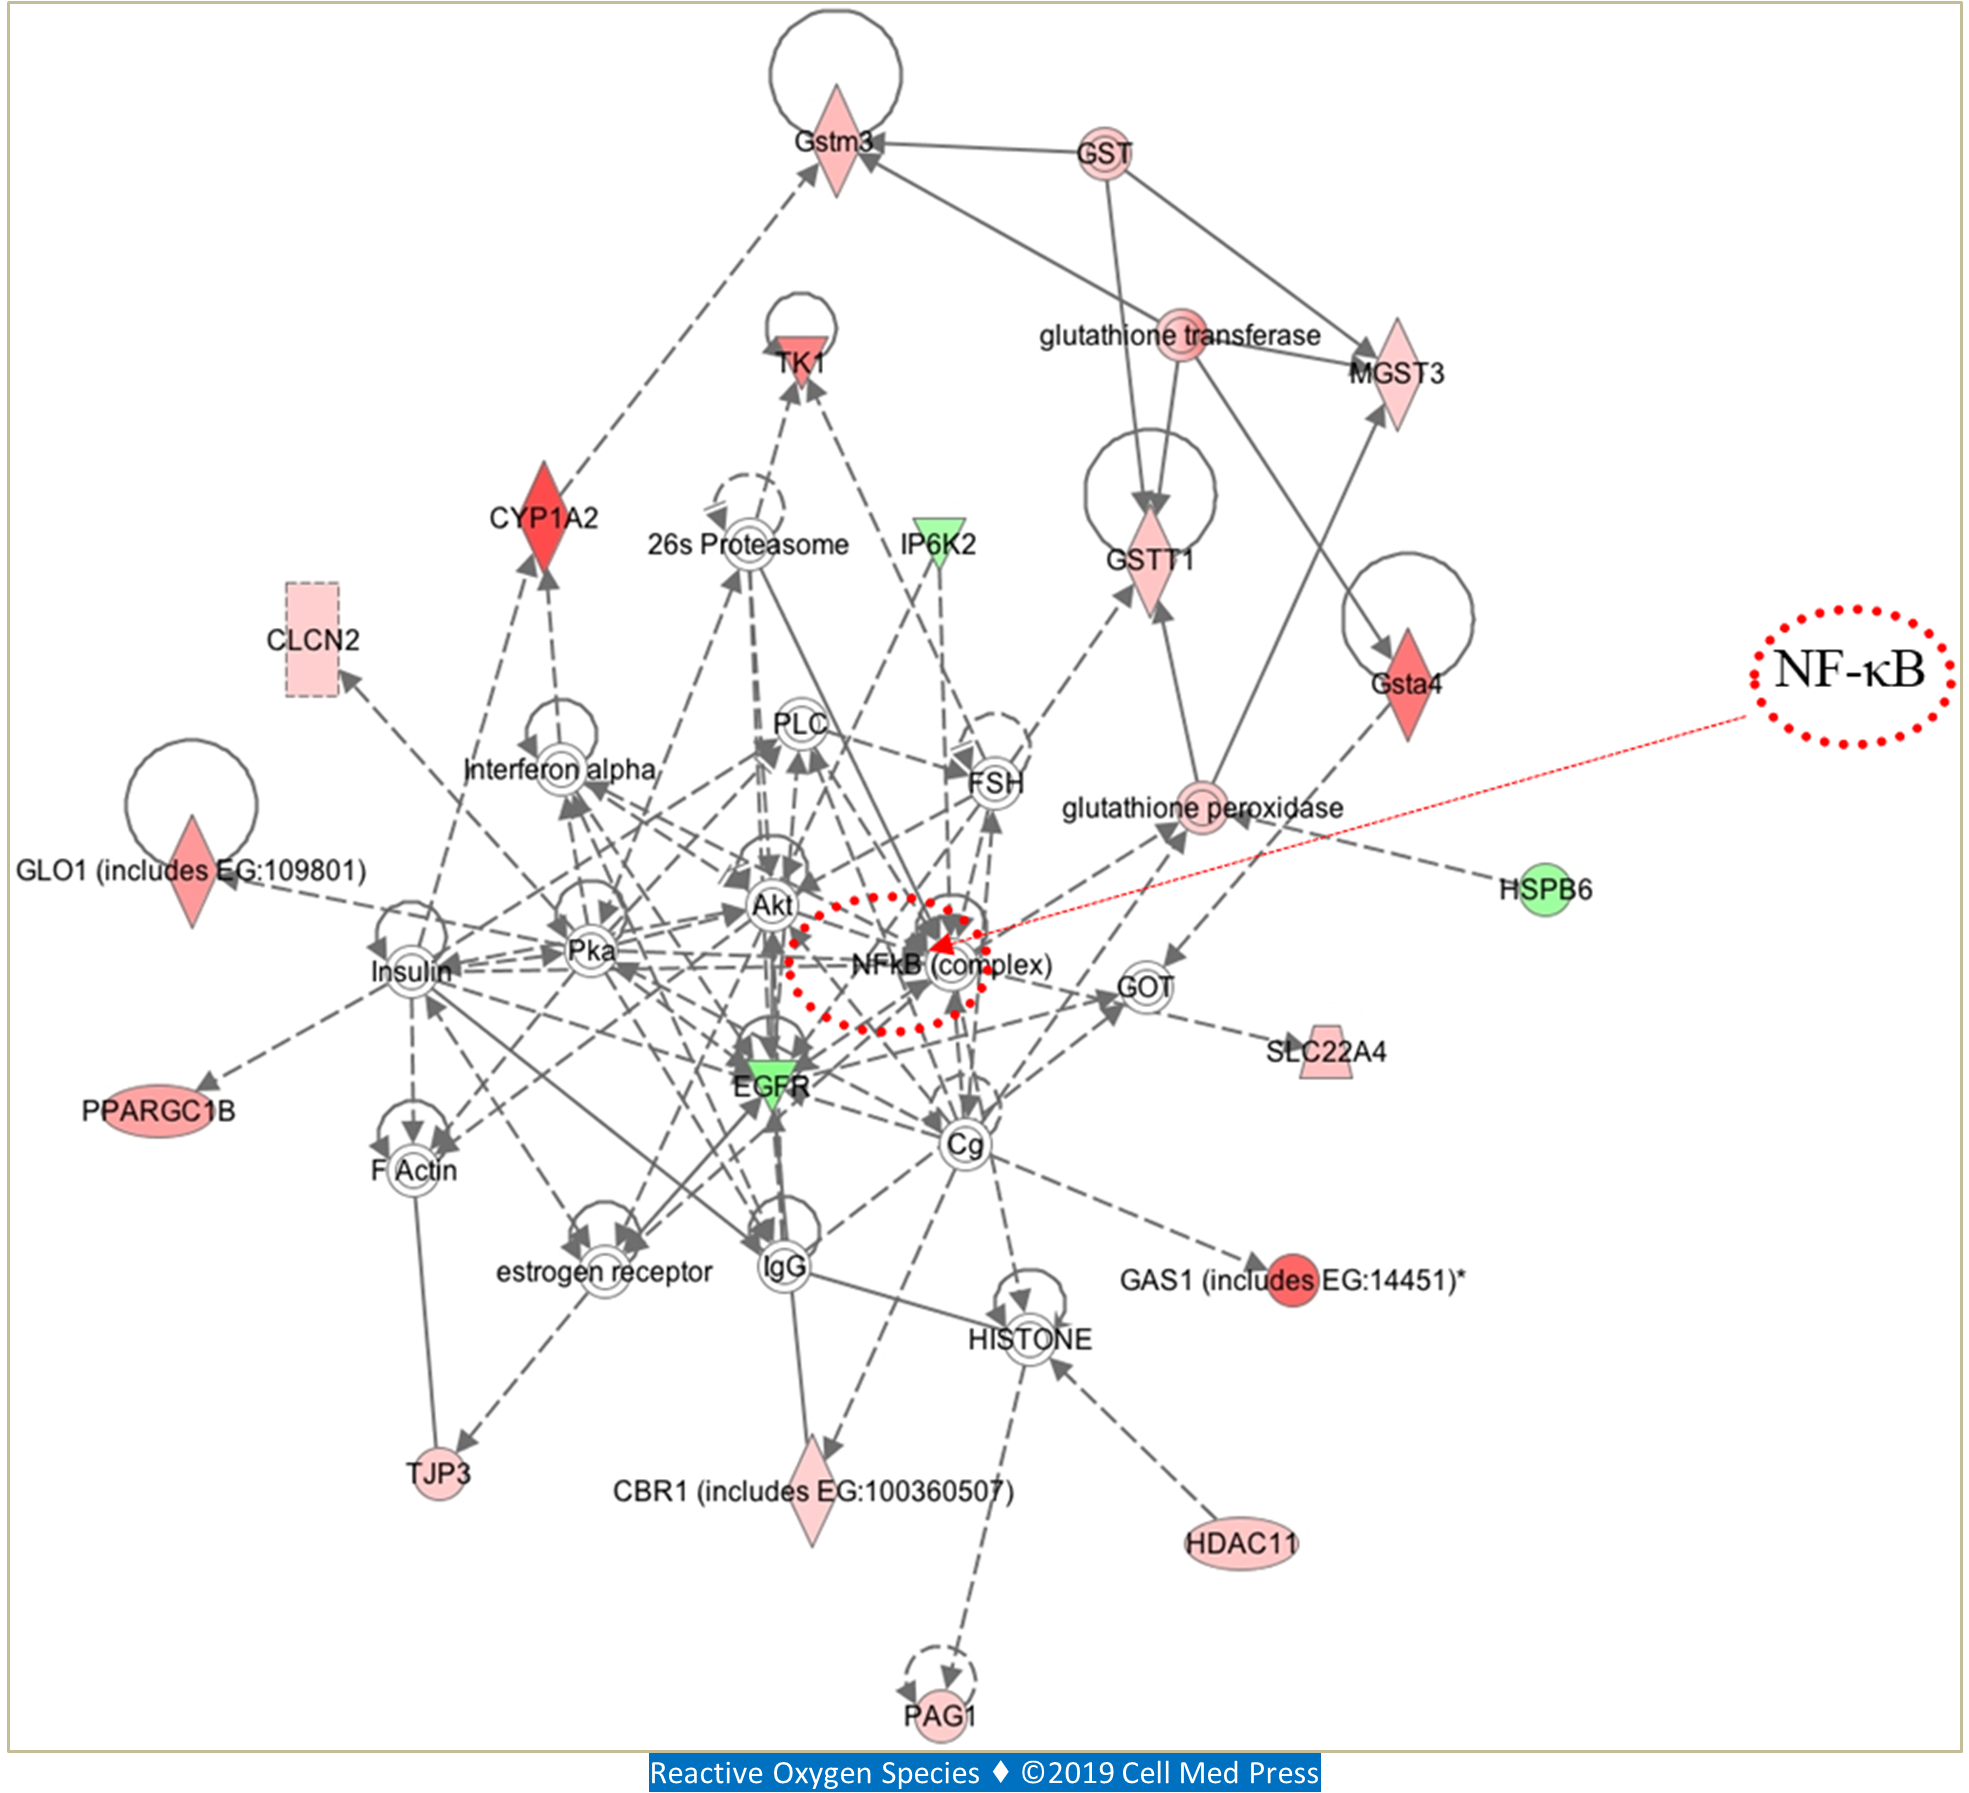 Gstm3
GST
glutathione transferase
TK1
MGST3
CYP1A2
26s Proteasome
IP6K2
GSTT1
CLCN2
Gsta4
NF-κB
PLC
Interferon alpha
FSH
glutathione peroxidase
GLO1 (includes EG:109801)
HSPB6
Akt
Pka
Insulin
NFkB (complex)
GOT
SLC22A4
EGFR
PPARGC1B
Cg
F Actin
estrogen receptor
IgG
GAS1 (includes EG:14451)*
HISTONE
TJP3
CBR1 (includes EG:100360507)
HDAC11
PAG1
Reactive Oxygen Species ♦ ©2019 Cell Med Press